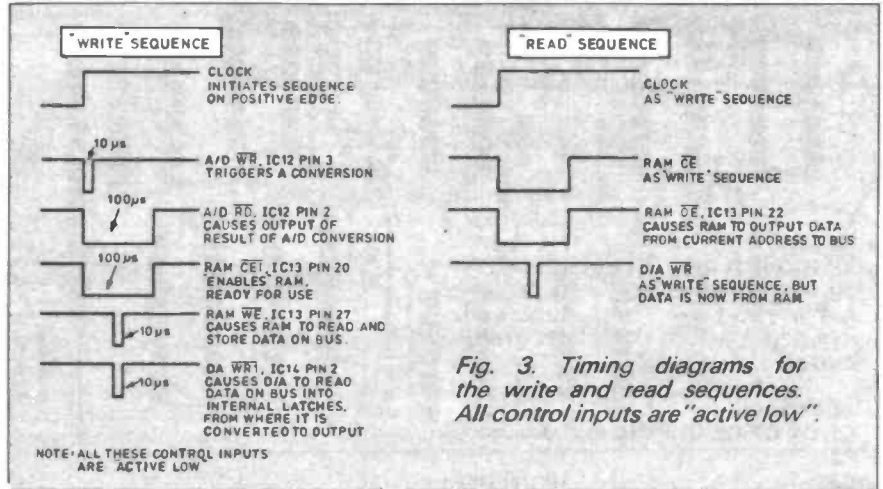 "WRITE" SEQUENCE
CLOCK
INITIATES SEQUENCE
ON POSITIVE EDGE.
10 µs
A/D WR, IC12 PIN 3
TRIGGERS A CONVERSION
100µs
A/D RD, IC12 PIN 2
CAUSES OUTPUT OF
RESULT OF A/D CONVERSION
100µs
RAM CE1, IC13 PIN 20
"ENABLES" RAM,
READY FOR USE
RAM WE, IC13 PIN 27
CAUSES RAM TO READ AND
STORE DATA ON BUS.
10µs
DA WR1, IC14 PIN 2
CAUSES D/A TO READ
DATA ON BUS INTO
INTERNAL LATCHES,
FROM WHERE IT IS
CONVERTED TO OUTPUT
10µs
NOTE: ALL THESE CONTROL INPUTS
ARE "ACTIVE LOW"
"READ" SEQUENCE
CLOCK
AS "WRITE" SEQUENCE
RAM CE
AS "WRITE" SEQUENCE
RAM OE, IC13 PIN 22
CAUSES RAM TO OUTPUT DATA
FROM CURRENT ADDRESS TO BUS
D/A WR
AS "WRITE" SEQUENCE, BUT
DATA IS NOW FROM RAM
Fig. 3. Timing diagrams for
the write and read sequences.
All control inputs are "active low".